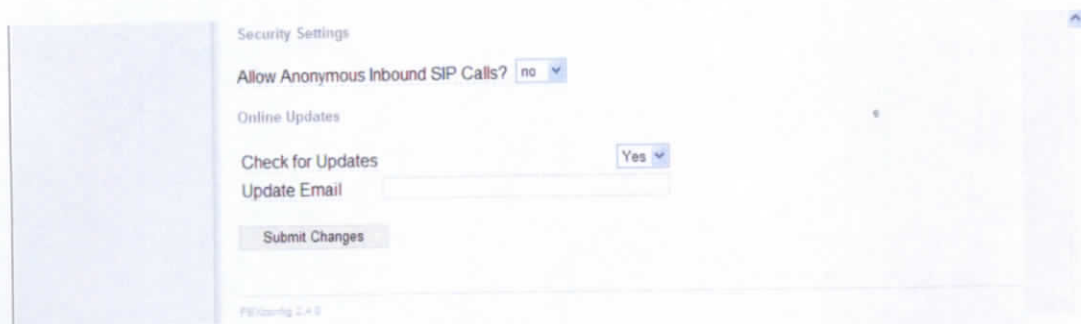 Security Settings
Allow Anonymous Inbound SIP Calls? no
Online Updates
Check for Updates Yes
Update Email
Submit Changes